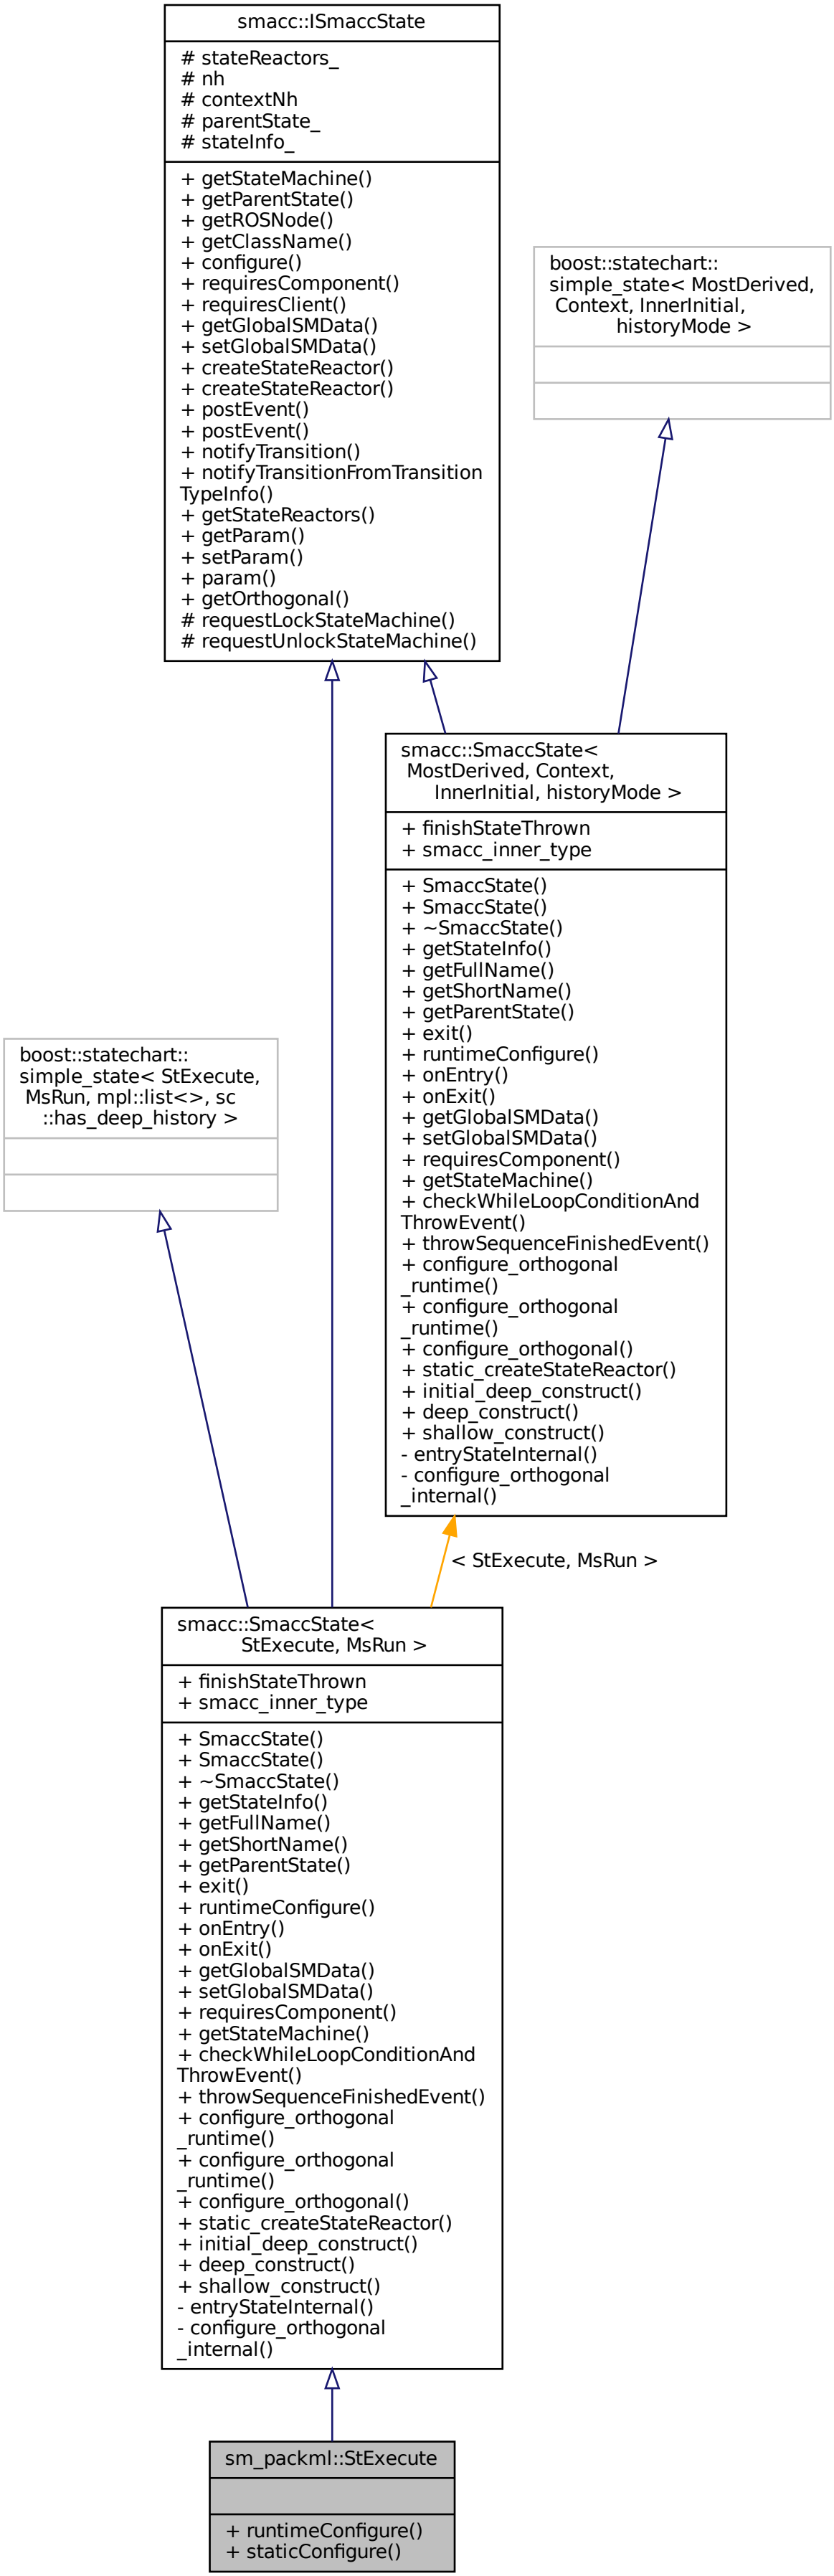 smacc::ISmaccState
# stateReactors_
# nh
# contextNh
# parentState_
# stateInfo_
+ getStateMachine()
+ getParentState()
+ getROSNode()
+ getClassName()
+ configure()
+ requiresComponent()
+ requiresClient()
+ getGlobalSMData()
+ setGlobalSMData()
+ createStateReactor()
+ createStateReactor()
+ postEvent()
+ postEvent()
+ notifyTransition()
+ notifyTransitionFromTransition
TypeInfo()
+ getStateReactors()
+ getParam()
+ setParam()
+ param()
+ getOrthogonal()
# requestLockStateMachine()
# requestUnlockStateMachine()
boost::statechart::
simple_state< MostDerived,
Context, InnerInitial,
historyMode >
smacc::SmaccState<
MostDerived, Context,
InnerInitial, historyMode >
+ finishStateThrown
+ smacc_inner_type
+ SmaccState()
+ SmaccState()
+ ~SmaccState()
+ getStateInfo()
+ getFullName()
+ getShortName()
+ getParentState()
+ exit()
+ runtimeConfigure()
+ onEntry()
+ onExit()
+ getGlobalSMData()
+ setGlobalSMData()
+ requiresComponent()
+ getStateMachine()
+ checkWhileLoopConditionAnd
ThrowEvent()
+ throwSequenceFinishedEvent()
+ configure_orthogonal
_runtime()
+ configure_orthogonal
_runtime()
+ configure_orthogonal()
+ static_createStateReactor()
+ initial_deep_construct()
+ deep_construct()
+ shallow_construct()
- entryStateInternal()
- configure_orthogonal
_internal()
boost::statechart::
simple_state< StExecute,
MsRun, mpl::list<>, sc
::has_deep_history >
< StExecute, MsRun >
smacc::SmaccState<
StExecute, MsRun >
+ finishStateThrown
+ smacc_inner_type
+ SmaccState()
+ SmaccState()
+ ~SmaccState()
+ getStateInfo()
+ getFullName()
+ getShortName()
+ getParentState()
+ exit()
+ runtimeConfigure()
+ onEntry()
+ onExit()
+ getGlobalSMData()
+ setGlobalSMData()
+ requiresComponent()
+ getStateMachine()
+ checkWhileLoopConditionAnd
ThrowEvent()
+ throwSequenceFinishedEvent()
+ configure_orthogonal
_runtime()
+ configure_orthogonal
_runtime()
+ configure_orthogonal()
+ static_createStateReactor()
+ initial_deep_construct()
+ deep_construct()
+ shallow_construct()
- entryStateInternal()
- configure_orthogonal
_internal()
sm_packml::StExecute
+ runtimeConfigure()
+ staticConfigure()